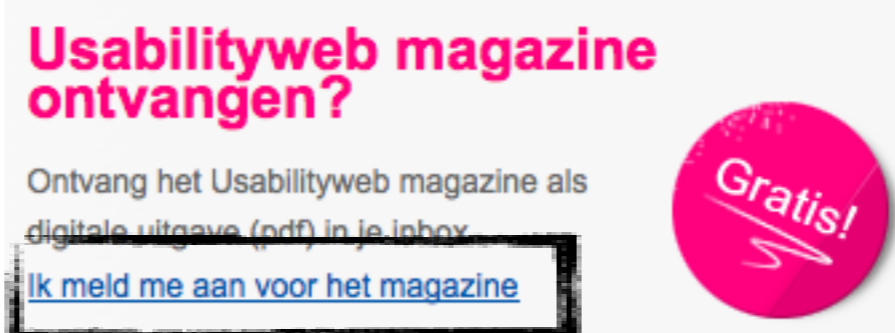 Usabilityweb magazine
ontvangen?
Ontvang het Usabilityweb magazine als
digitale uitgave (pdf) in je inbox.
Ik meld me aan voor het magazine
Gratis!